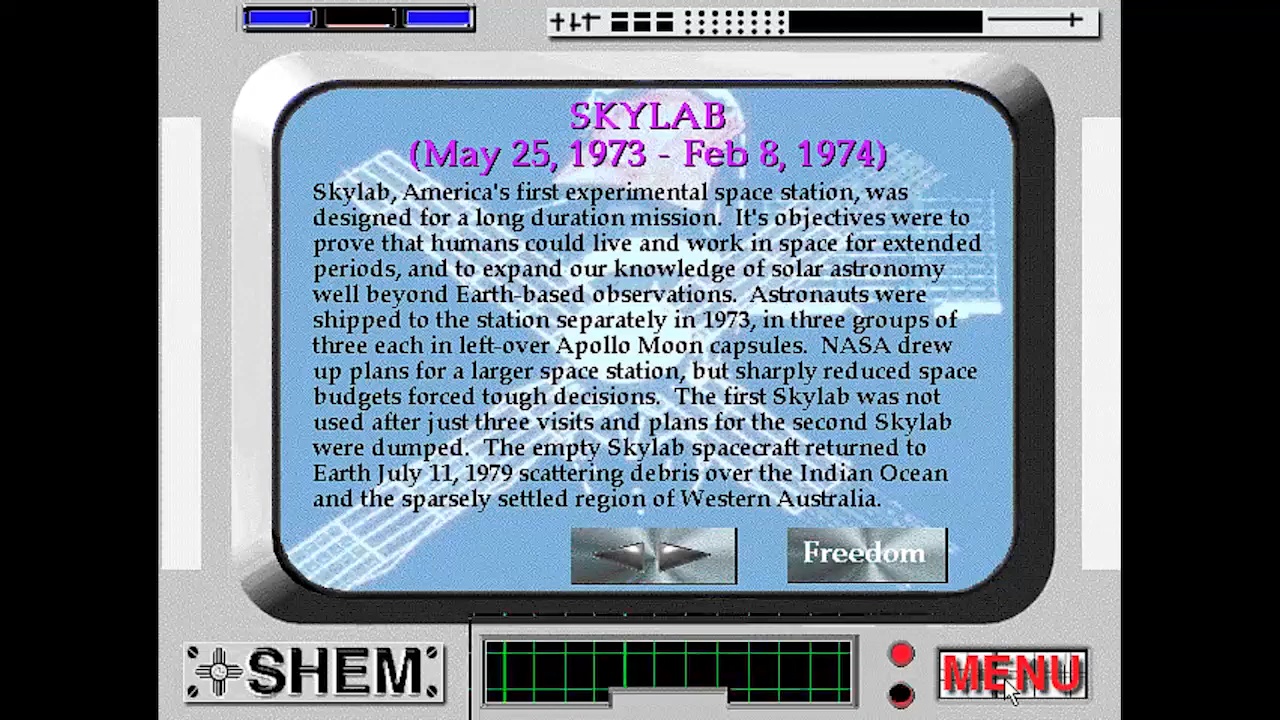 SKYLAB
(May 25, 1973 - Feb 8, 1974)
Skylab, America's first experimental space station, was
designed for a long duration mission.  It's objectives were to
prove that humans could live and work in space for extended
periods, and to expand our knowledge of solar astronomy
well beyond Earth-based observations.  Astronauts were
shipped to the station separately in 1973, in three groups of
three each in left-over Apollo Moon capsules.  NASA drew
up plans for a larger space station, but sharply reduced space
budgets forced tough decisions.  The first Skylab was not
used after just three visits and plans for the second Skylab
were dumped.  The empty Skylab spacecraft returned to
Earth July 11, 1979 scattering debris over the Indian Ocean
and the sparsely settled region of Western Australia.
Freedom
SHEM
MENU